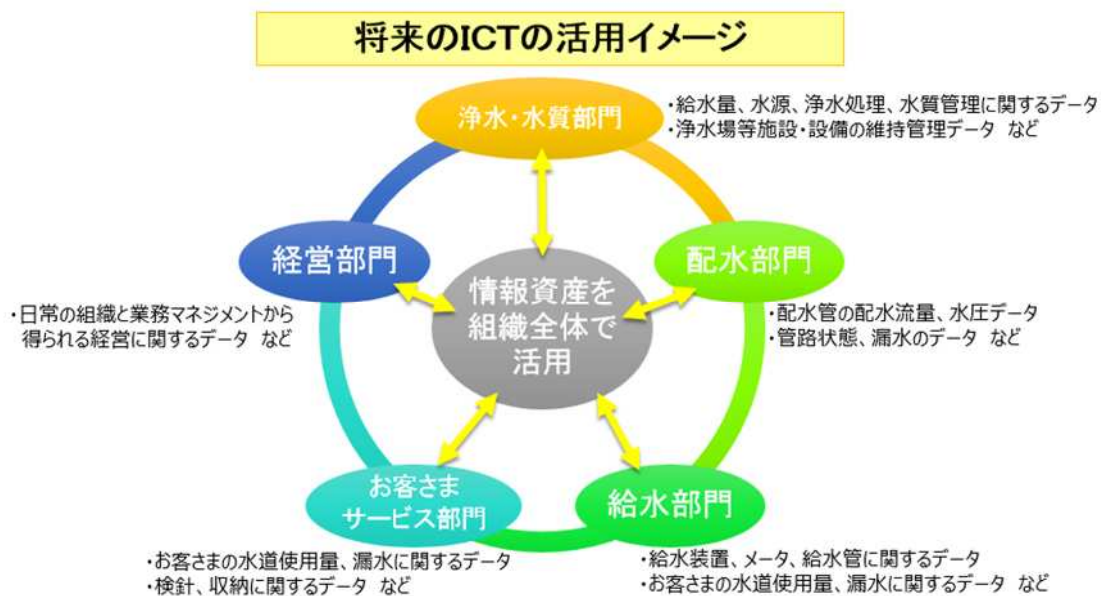 将来のICTの活用イメージ
浄水・水質部門
・給水量、水源、浄水処理、水質管理に関するデータ
・浄水場等施設・設備の維持管理データ など
経営部門
・日常の組織と業務マネジメントから
得られる経営に関するデータ など
情報資産を
組織全体で
活用
配水部門
・配水管の配水流量、水圧データ
・管路状態、漏水のデータ など
お客さま
サービス部門
・お客さまの水道使用量、漏水に関するデータ
・検針、収納に関するデータ など
給水部門
・給水装置、メータ、給水管に関するデータ
・お客さまの水道使用量、漏水に関するデータ など